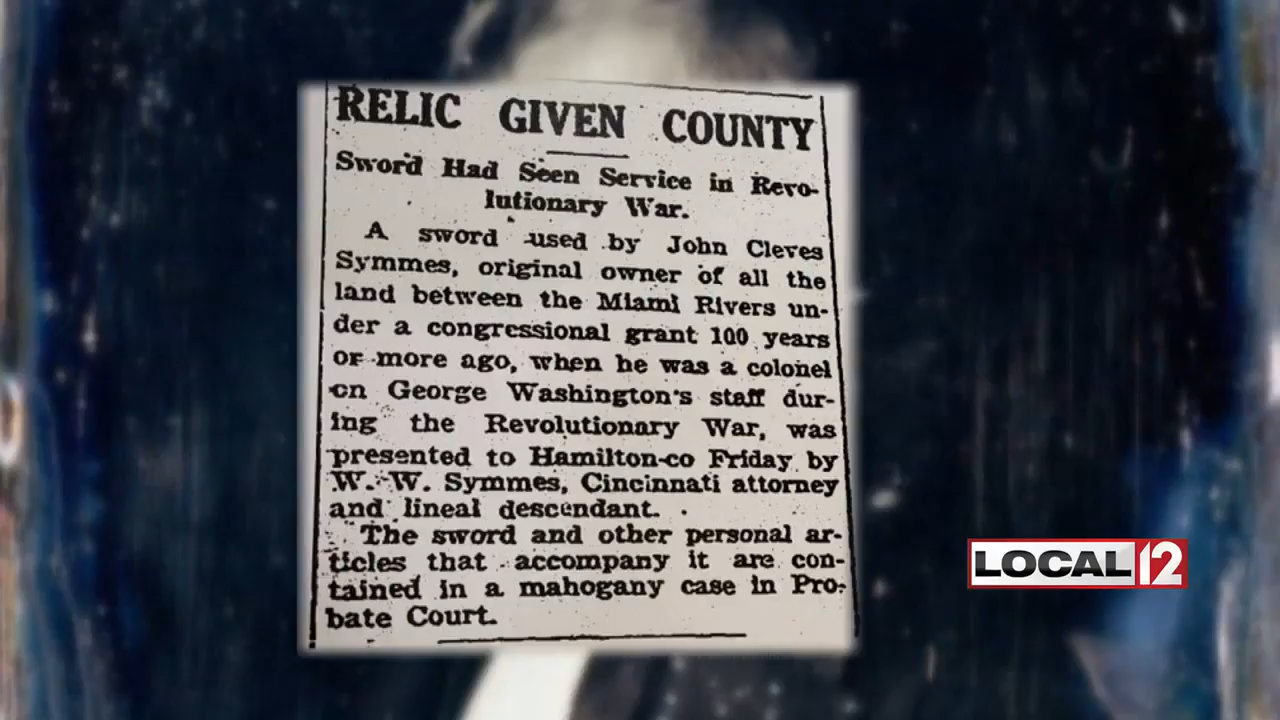 RELIC GIVEN COUNTY
Sword Had Seen Service in Revo-
lutionary War.
A sword used by John Cleves
Symmes, original owner of all the
land between the Miami Rivers un-
der a congressional grant 100 years
or more ago, when he was a colonel
on George Washington's staff dur-
ing the Revolutionary War, was
presented to Hamilton-co Friday by
W. W. Symmes, Cincinnati attorney
and lineal descendant.
The sword and other personal ar-
ticles that accompany it are con-
tained in a mahogany case in Pro-
bate Court.
LOCAL 12